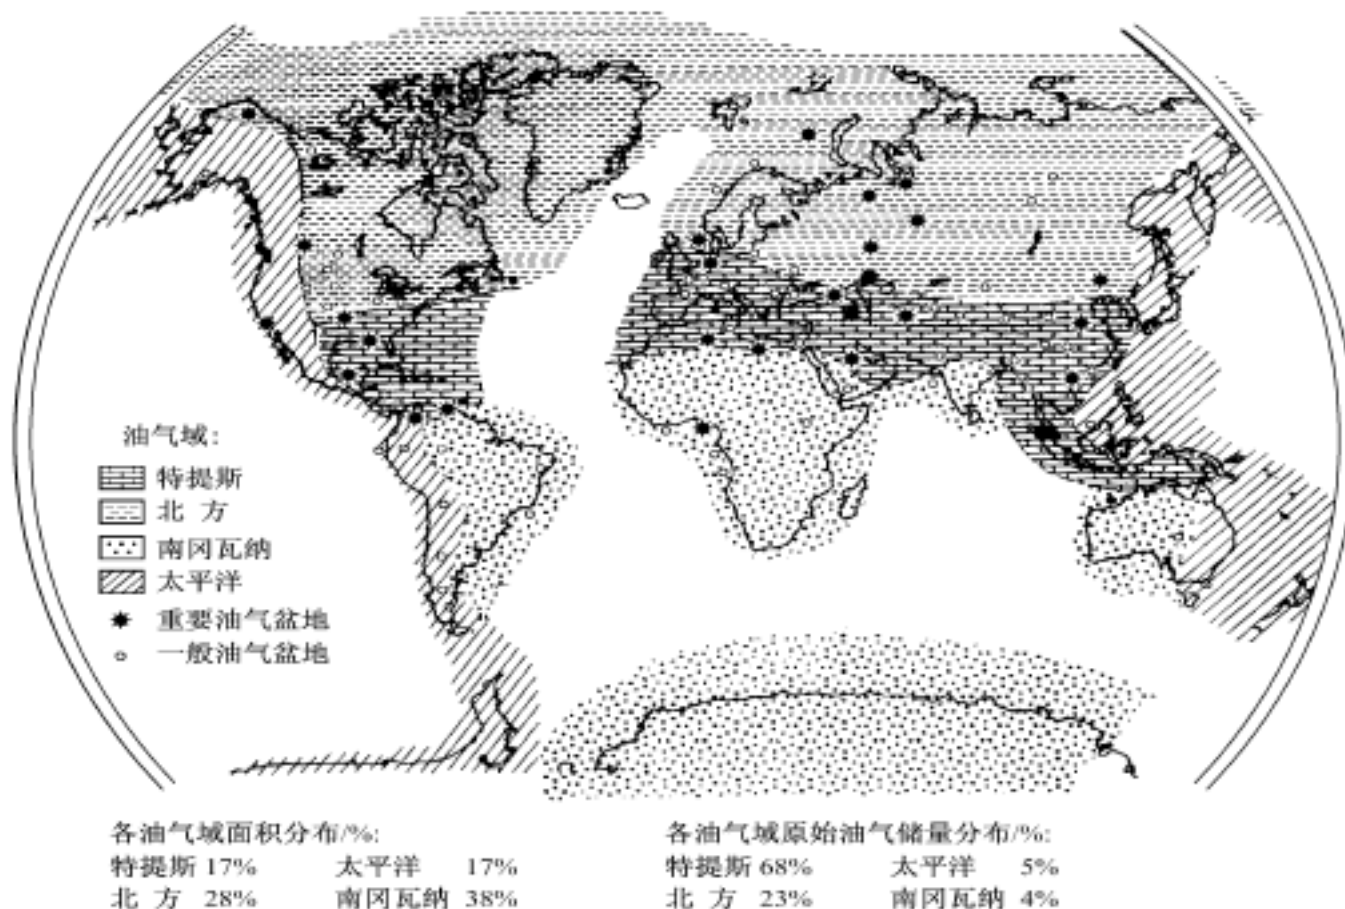 油气域:
特提斯
北 方
南冈瓦纳
太平洋
重要油气盆地
一般油气盆地
各油气域面积分布/%:
特提斯 17% 太平洋 17%
北 方 28% 南冈瓦纳 38%
各油气域原始油气储量分布/%:
特提斯 68% 太平洋 5%
北 方 23% 南冈瓦纳 4%